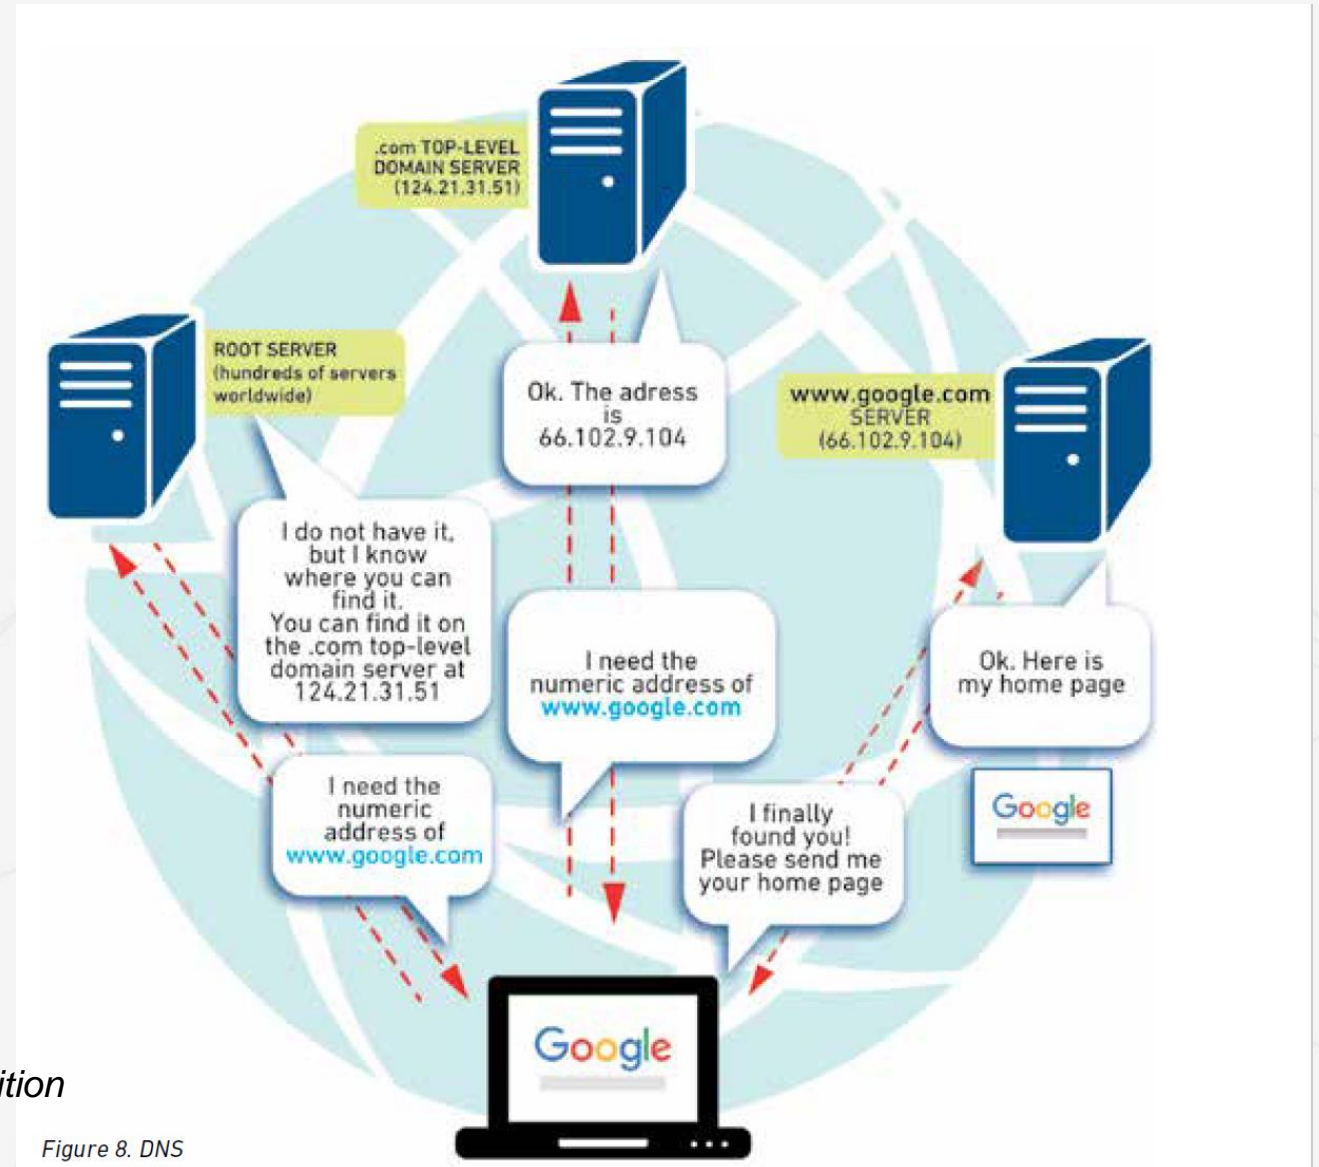 .com TOP-LEVEL
DOMAIN SERVER
(124.21.31.51)
ROOT SERVER
(hundreds of servers
worldwide)
Ok. The adress
is
66.102.9.104
www.google.com
SERVER
(66.102.9.104)
I do not have it,
but I know
where you can
find it.
You can find it on
the .com top-level
domain server at
124.21.31.51
I need the
numeric address of
www.google.com
Ok. Here is
my home page
Google
I need the
numeric
address of
www.google.com
I finally
found you!
Please send me
your home page
Google
ition
Figure 8. DNS